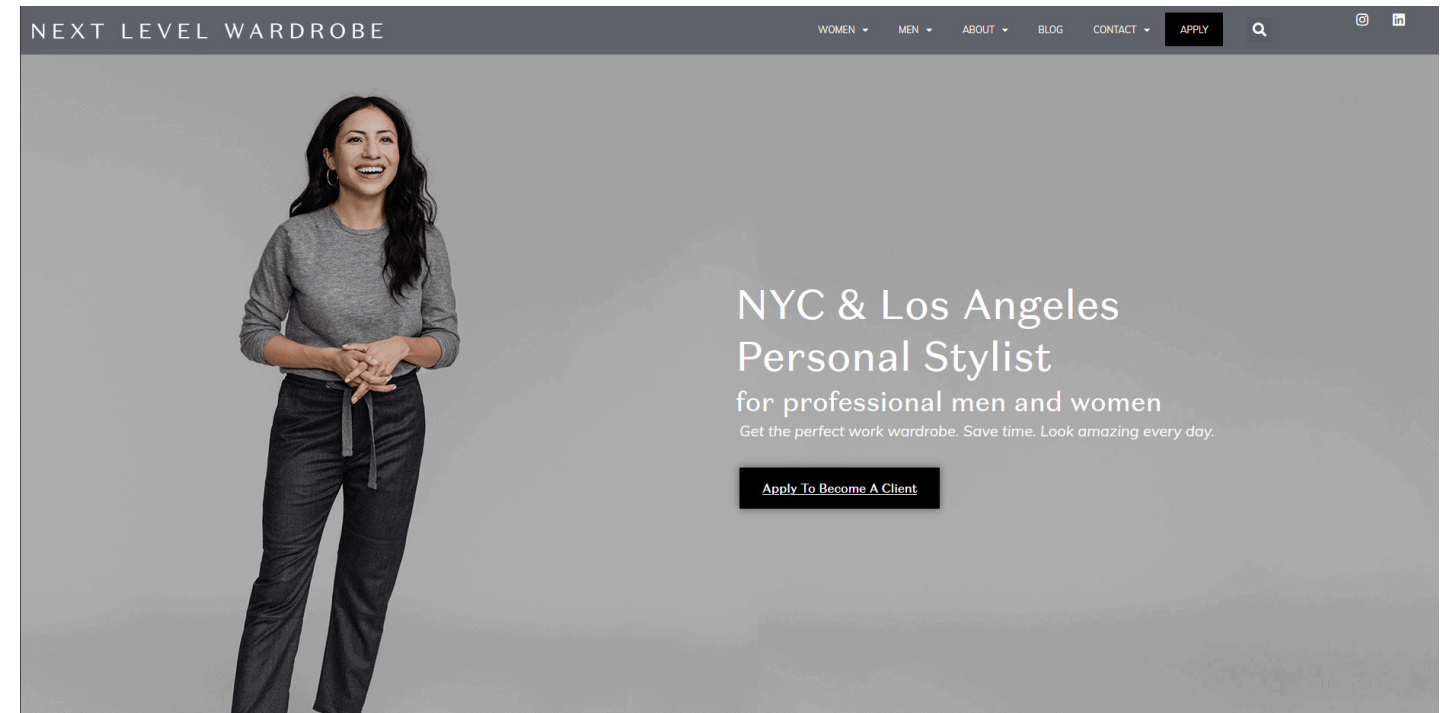 NEXT LEVEL WARDROBE
WOMEN MEN ABOUT BLOG CONTACT APPLY
NYC & Los Angeles
Personal Stylist
for professional men and women
Get the perfect work wardrobe. Save time. Look amazing every day.
Apply To Become A Client